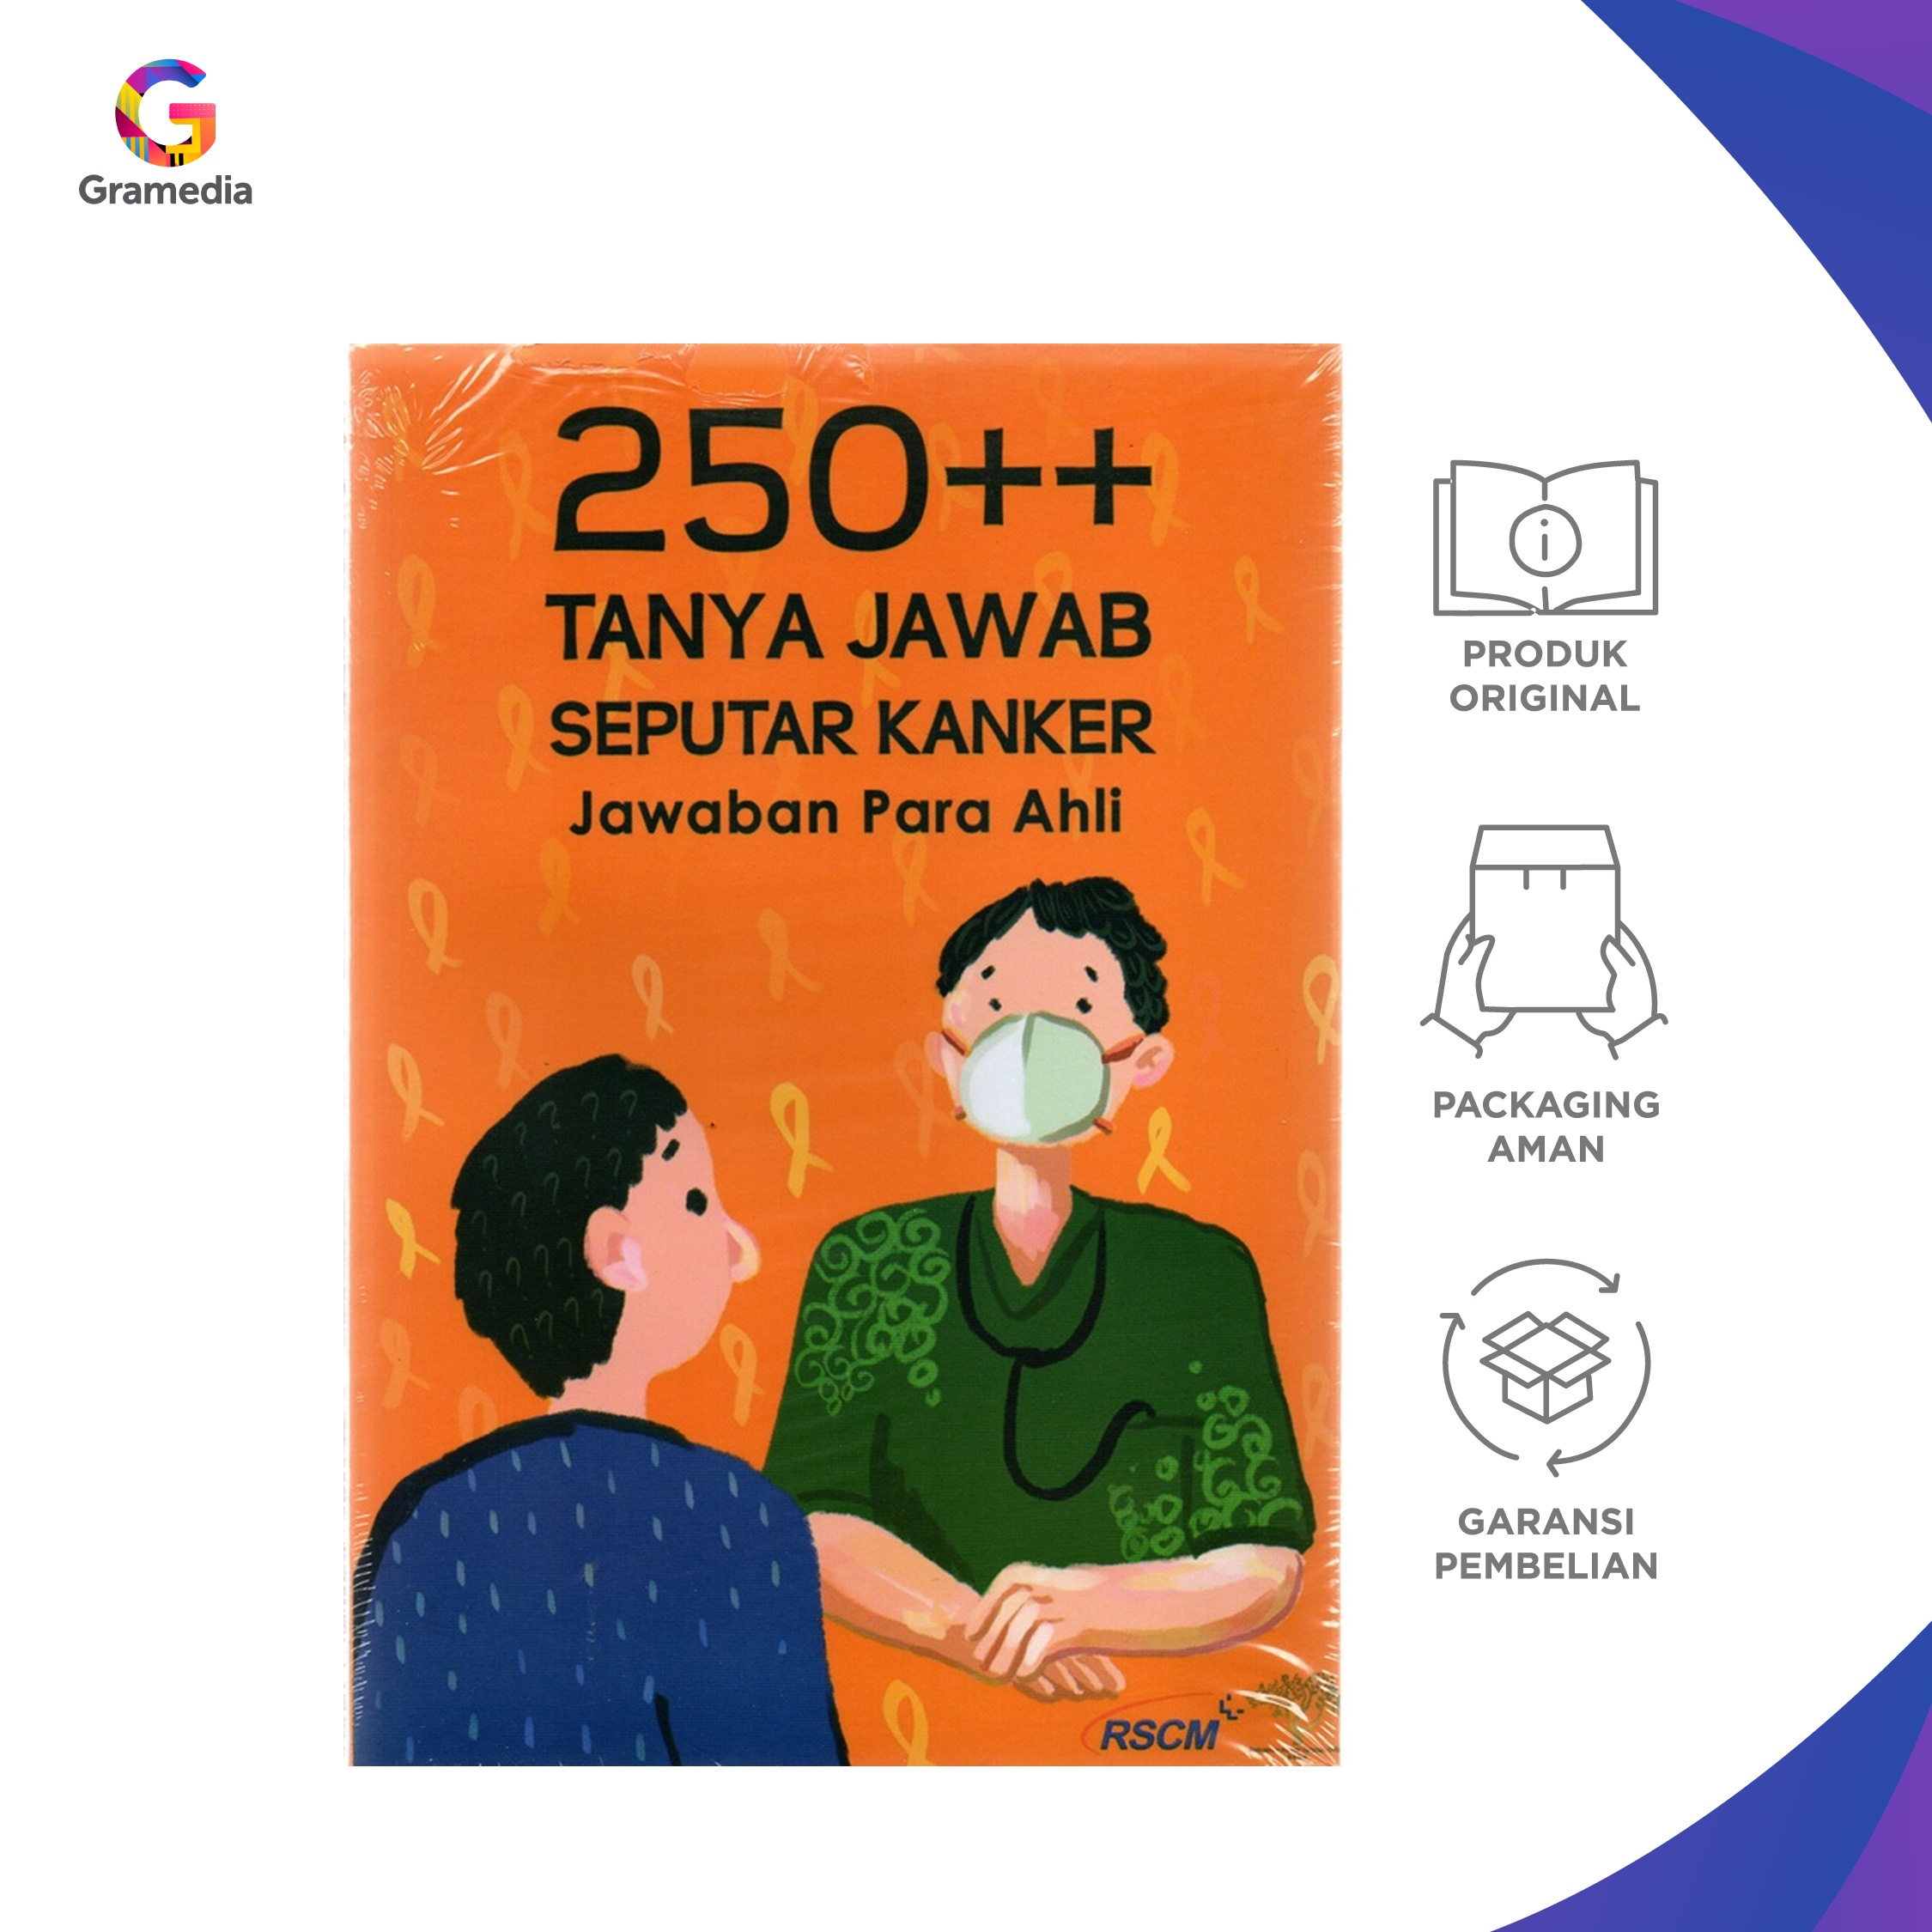 Gramedia
250++
TANYA JAWAB
SEPUTAR KANKER
Jawaban Para Ahli
RSCM
PRODUK
ORIGINAL
PACKAGING
AMAN
GARANSI
PEMBELIAN